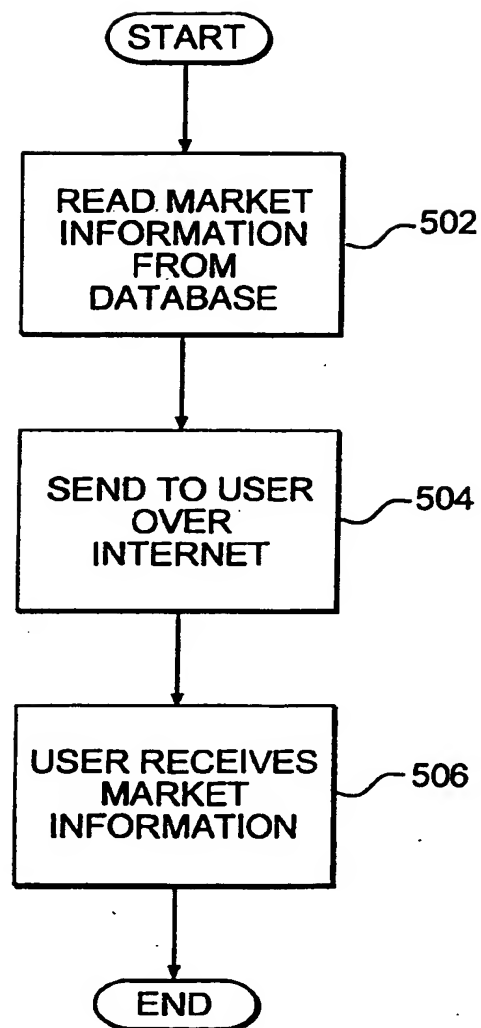 START
READ MARKET
INFORMATION
FROM
DATABASE
502
SEND TO USER
OVER
INTERNET
504
USER RECEIVES
MARKET
INFORMATION
506
END